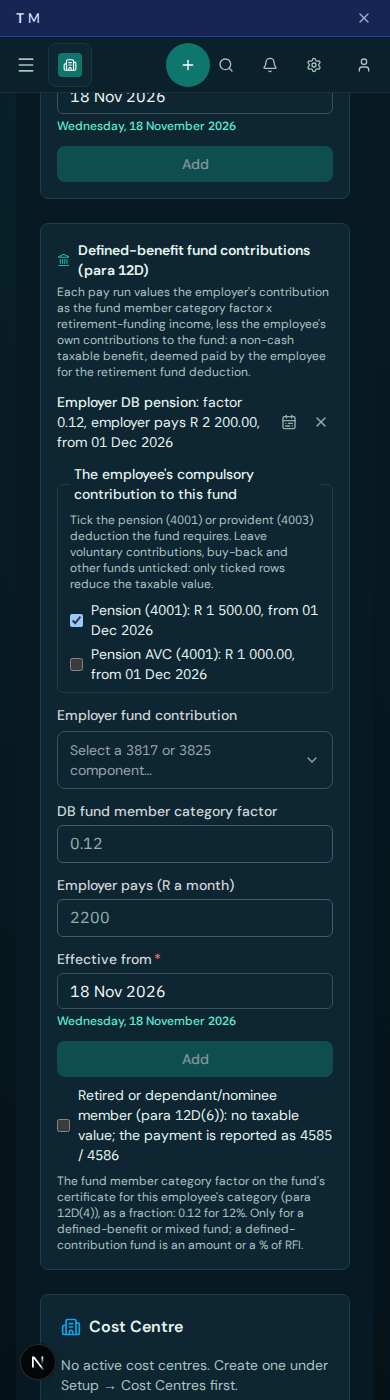 T M
18 Nov 2026
Wednesday, 18 November 2026
Add
Defined-benefit fund contributions
(para 12D)
Each pay run values the employer's contribution
as the fund member category factor x
retirement-funding income, less the employee's
own contributions to the fund: a non-cash
taxable benefit, deemed paid by the employee
for the retirement fund deduction.
Employer DB pension: factor
0.12, employer pays R 2 200.00,
from 01 Dec 2026
The employee's compulsory
contribution to this fund
Tick the pension (4001) or provident (4003)
deduction the fund requires. Leave
voluntary contributions, buy-back and
other funds unticked: only ticked rows
reduce the taxable value.
Pension (4001): R 1 500.00, from 01
Dec 2026
Pension AVC (4001): R 1 000.00,
from 01 Dec 2026
Employer fund contribution
Select a 3817 or 3825
component...
DB fund member category factor
0.12
Employer pays (R a month)
2200
Effective from *
18 Nov 2026
Wednesday, 18 November 2026
Add
Retired or dependant/nominee
member (para 12D(6)): no taxable
value; the payment is reported as 4585
/ 4586
The fund member category factor on the fund's
certificate for this employee's category (para
12D(4)), as a fraction: 0.12 for 12%. Only for a
defined-benefit or mixed fund; a defined-
contribution fund is an amount or a % of RFI.
Cost Centre
No active cost centres. Create one under
Setup → Cost Centres first.
N